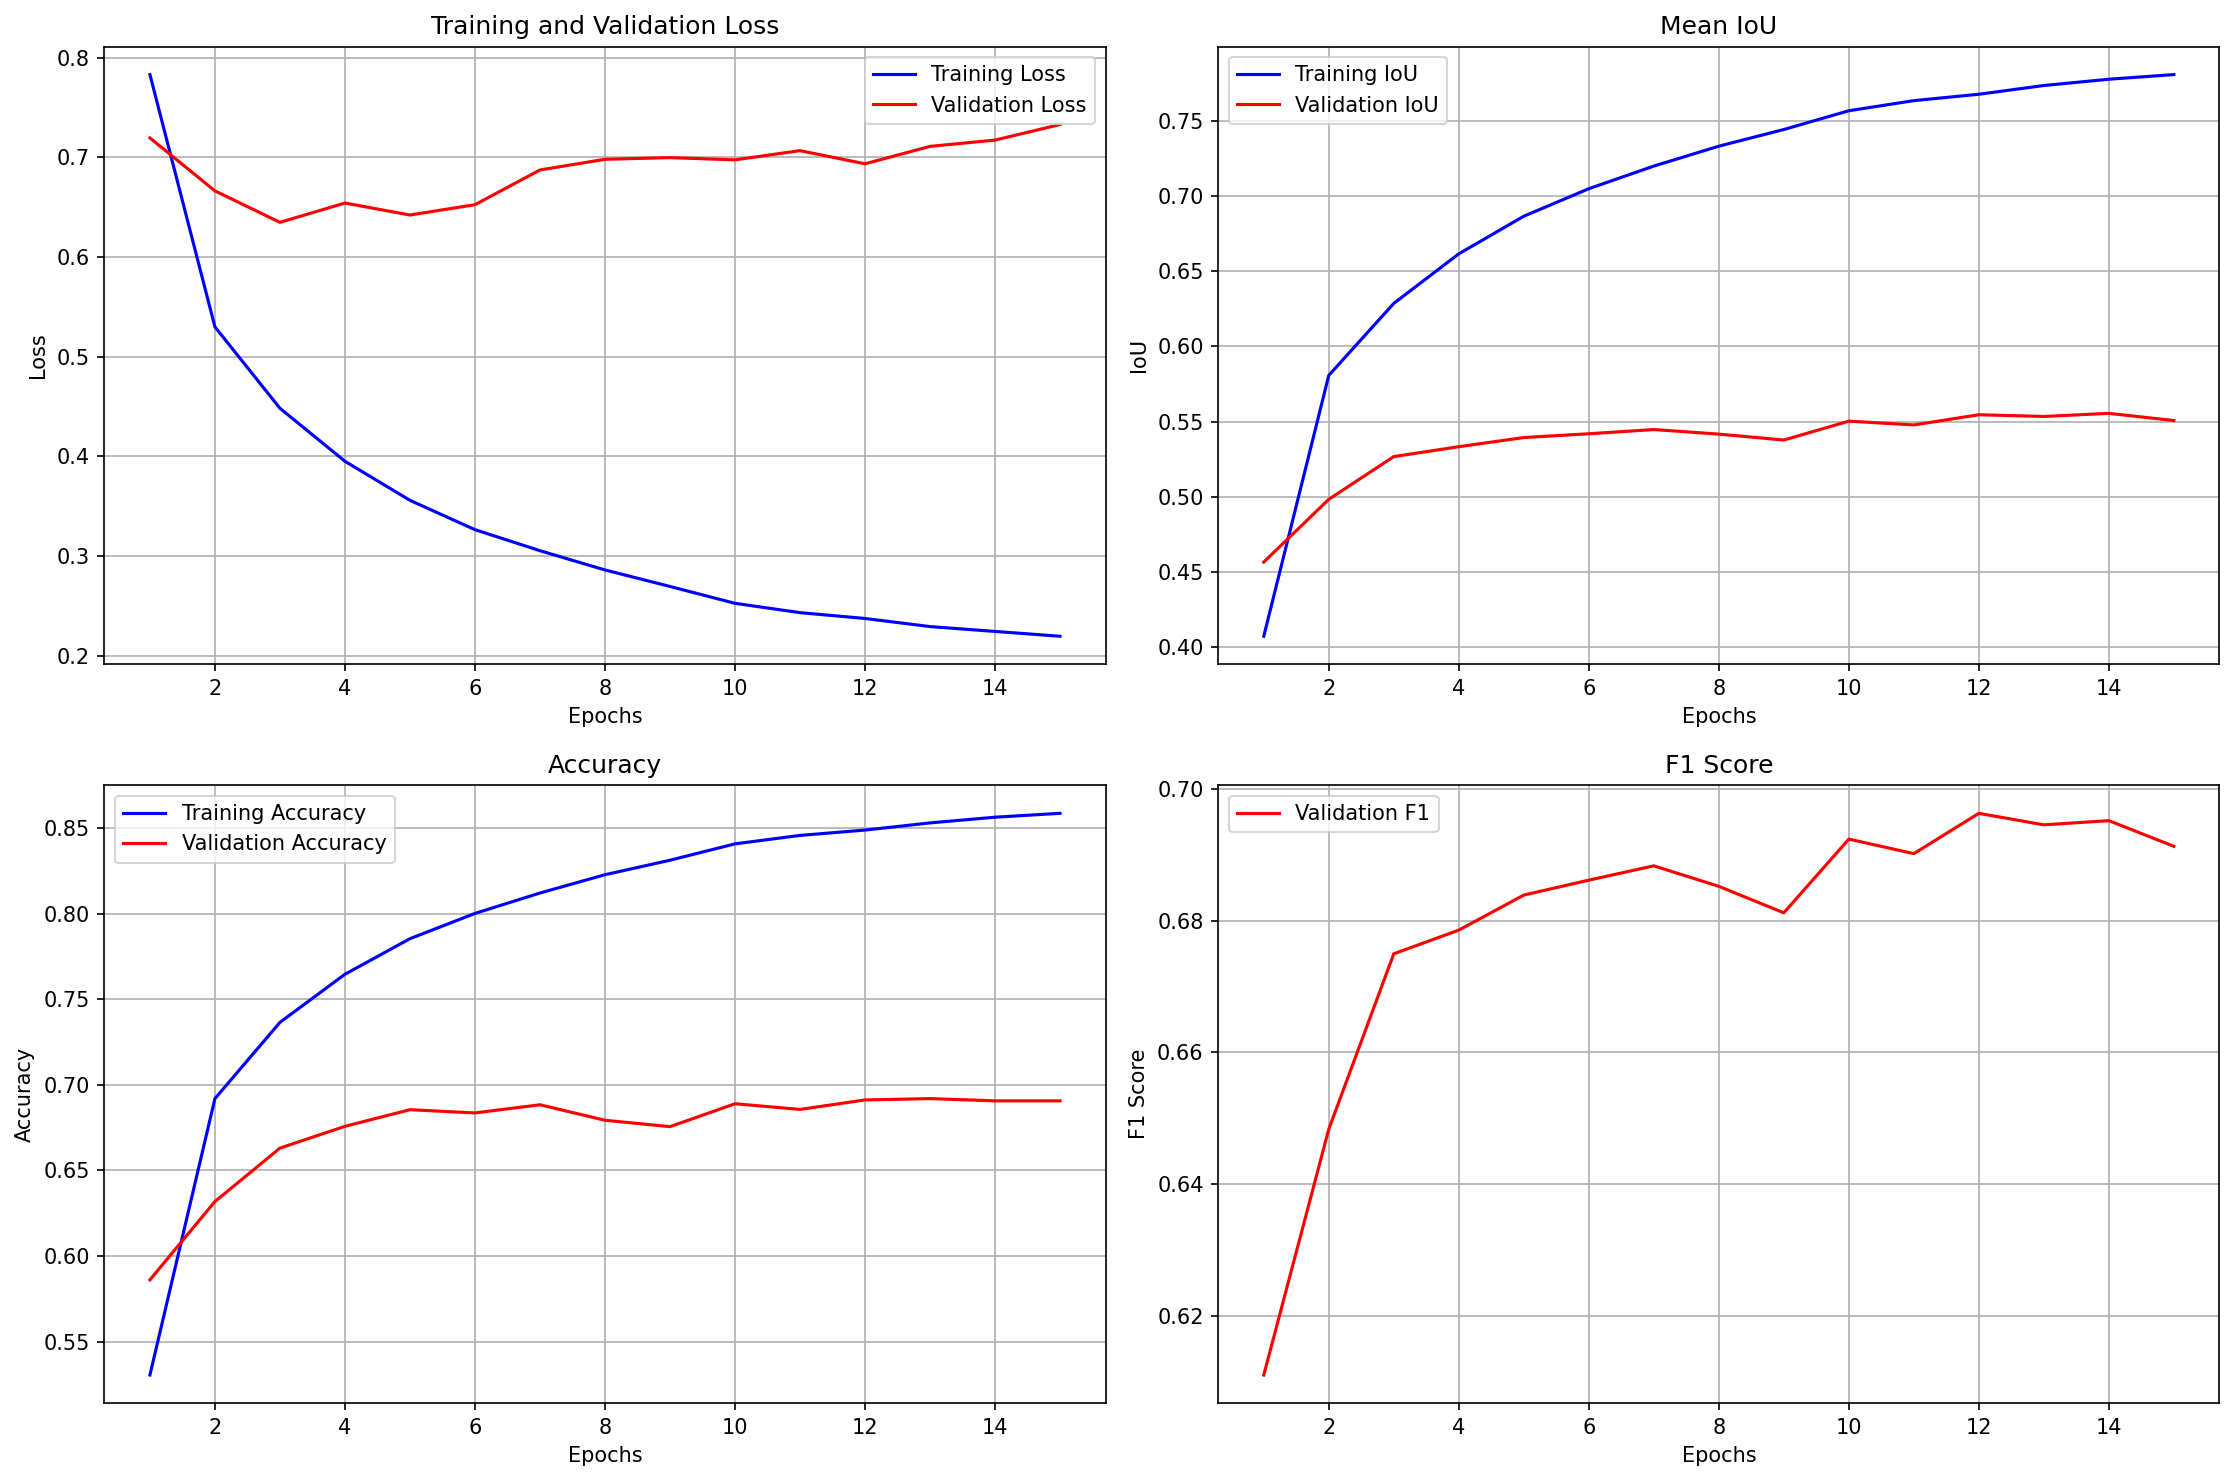 Training and Validation Loss
Training Loss
Validation Loss
0.8
0.7
0.6
0.5
0.4
0.3
0.2
Loss
2 4 6 8 10 12 14
Epochs
Mean IoU
Training IoU
Validation IoU
0.75
0.70
0.65
0.60
0.55
0.50
0.45
0.40
IoU
2 4 6 8 10 12 14
Epochs
Accuracy
Training Accuracy
Validation Accuracy
0.85
0.80
0.75
0.70
0.65
0.60
0.55
Accuracy
2 4 6 8 10 12 14
Epochs
F1 Score
Validation F1
0.70
0.68
0.66
0.64
0.62
F1 Score
2 4 6 8 10 12 14
Epochs